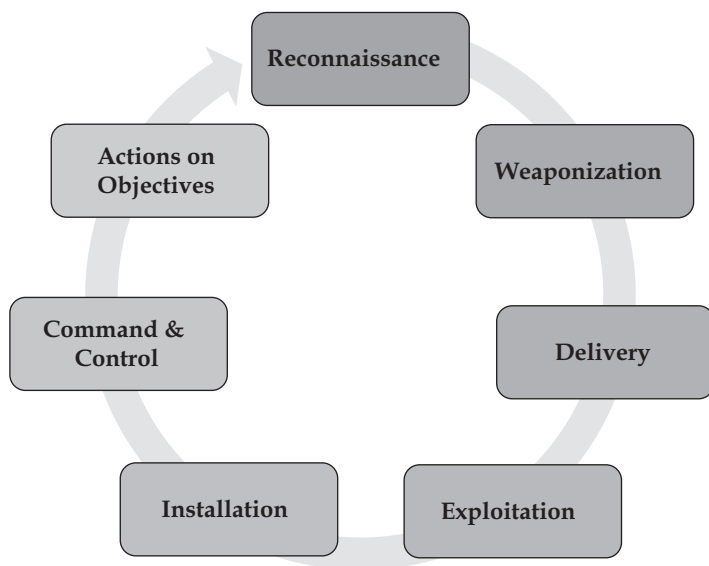 Reconnaissance
Weaponization
Delivery
Exploitation
Installation
Command &
Control
Actions on
Objectives